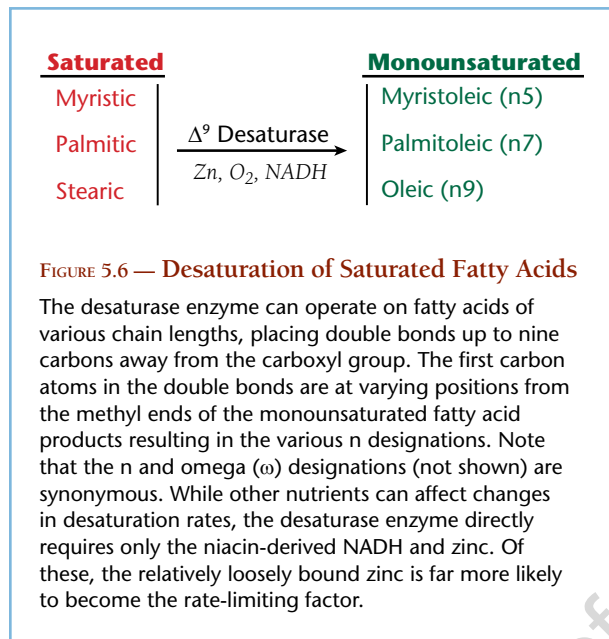 Saturated
Monounsaturated
Myristic
Palmitic
Stearic
Δ⁹ Desaturase
Zn, O₂, NADH
Myristoleic (n5)
Palmitoleic (n7)
Oleic (n9)
FIGURE 5.6 — Desaturation of Saturated Fatty Acids
The desaturase enzyme can operate on fatty acids of
various chain lengths, placing double bonds up to nine
carbons away from the carboxyl group. The first carbon
atoms in the double bonds are at varying positions from
the methyl ends of the monounsaturated fatty acid
products resulting in the various n designations. Note
that the n and omega (ω) designations (not shown) are
synonymous. While other nutrients can affect changes
in desaturation rates, the desaturase enzyme directly
requires only the niacin-derived NADH and zinc. Of
these, the relatively loosely bound zinc is far more likely
to become the rate-limiting factor.